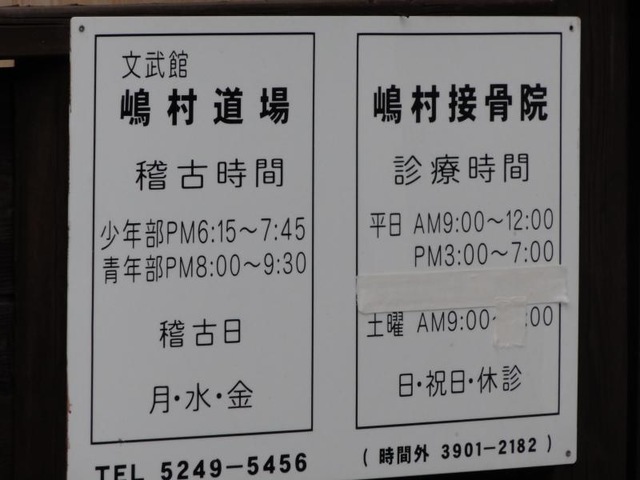 文武館
嶋村道場
稽古時間
少年部PM6:15〜7:45
青年部PM8:00〜9:30
稽古日
月・水・金
嶋村接骨院
診療時間
平日 AM9:00〜12:00
PM3:00〜7:00
土曜 AM9:00〜 :00
日・祝日・休診
TEL 5249-5456
( 時間外 3901-2182 )